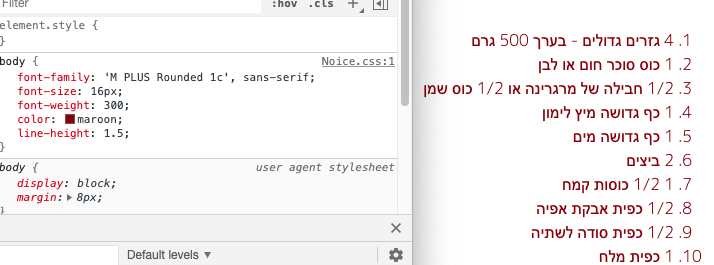 Filter :hov .cls
element.style {
}
body { Noice.css:1
font-family: 'M PLUS Rounded 1c', sans-serif;
font-size: 16px;
font-weight: 300;
color: maroon;
line-height: 1.5;
}
body { user agent stylesheet
display: block;
margin: 8px;
}
Default levels ▼
1. 4 גזרים גדולים - בערך 500 גרם
2. 1 כוס סוכר חום או לבן
3. 1/2 חבילה של מרגרינה או 1/2 כוס שמן
4. 1 כף גדושה מיץ לימון
5. 1 כף גדושה מים
6. 2 ביצים
7. 1 1/2 כוסות קמח
8. 1/2 כפית אבקת אפיה
9. 1/2 כפית סודה לשתיה
10. 1 כפית מלח